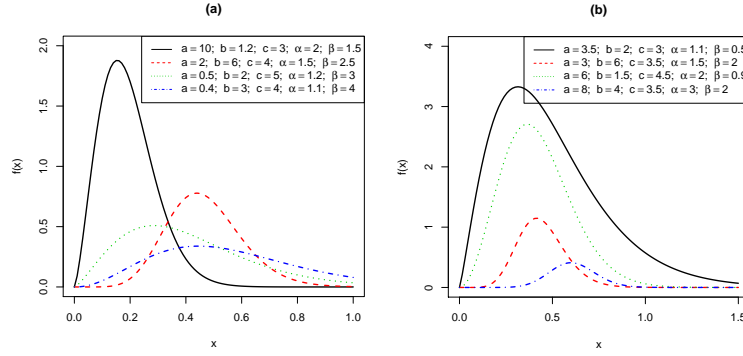 (a)
a = 10; b = 1.2; c = 3; α = 2; β = 1.5
a = 2; b = 6; c = 4; α = 1.5; β = 2.5
a = 0.5; b = 2; c = 5; α = 1.2; β = 3
a = 0.4; b = 3; c = 4; α = 1.1; β = 4
f(x)
0.0 0.5 1.0 1.5 2.0
0.0 0.2 0.4 0.6 0.8 1.0
x
(b)
a = 3.5; b = 2; c = 3; α = 1.1; β = 0.5
a = 3; b = 6; c = 3.5; α = 1.5; β = 2
a = 6; b = 1.5; c = 4.5; α = 2; β = 0.9
a = 8; b = 4; c = 3.5; α = 3; β = 2
f(x)
0 1 2 3 4
0.0 0.5 1.0 1.5
x